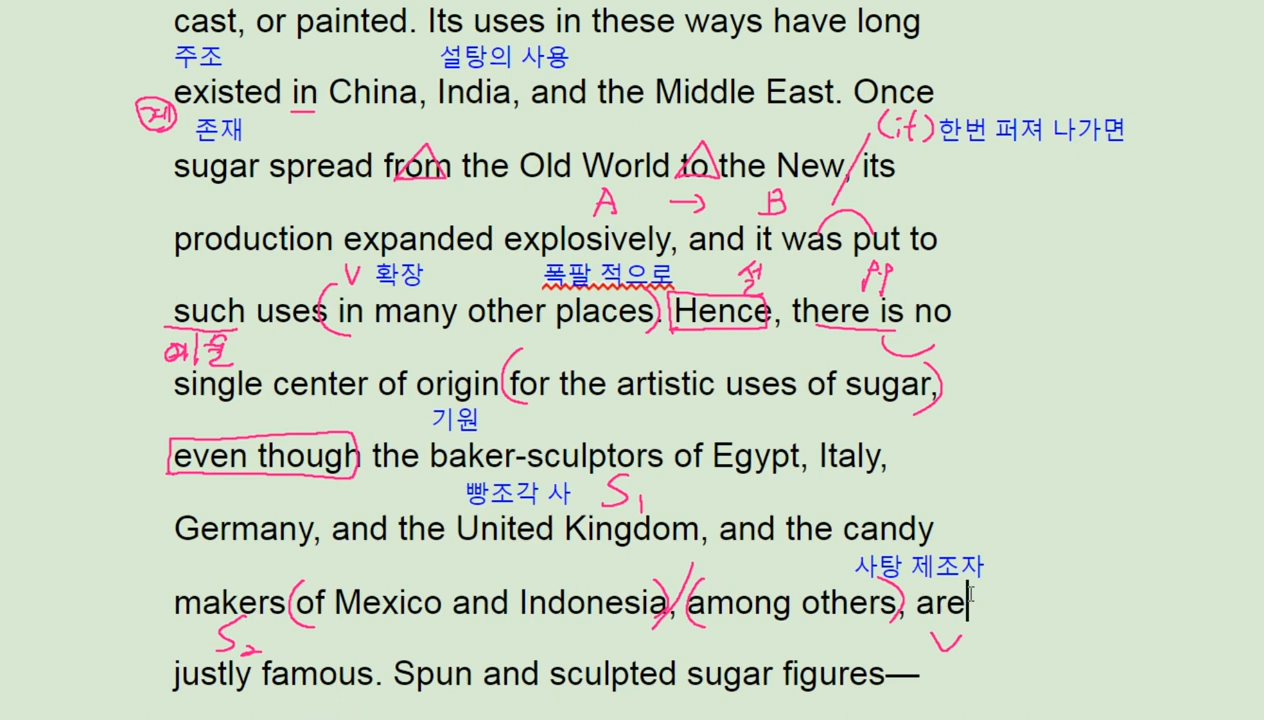 cast, or painted. Its uses in these ways have long
주조 설탕의 사용
existed in China, India, and the Middle East. Once
존재 (it) 한번 퍼져 나가면
sugar spread from the Old World to the New, its
A → B
production expanded explosively, and it was put to
V 확장 폭팔 적으로 p.p
such uses in many other places. Hence, there is no
single center of origin for the artistic uses of sugar,
기원
even though the baker-sculptors of Egypt, Italy,
빵조각 사 S1
Germany, and the United Kingdom, and the candy
사탕 제조자
makers of Mexico and Indonesia, among others, are
S2 V
justly famous. Spun and sculpted sugar figures—